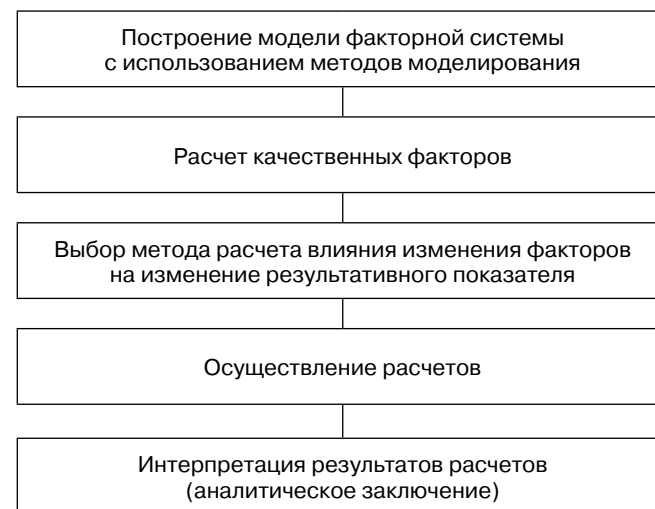 Построение модели факторной системы
с использованием методов моделирования
Расчет качественных факторов
Выбор метода расчета влияния изменения факторов
на изменение результативного показателя
Осуществление расчетов
Интерпретация результатов расчетов
(аналитическое заключение)